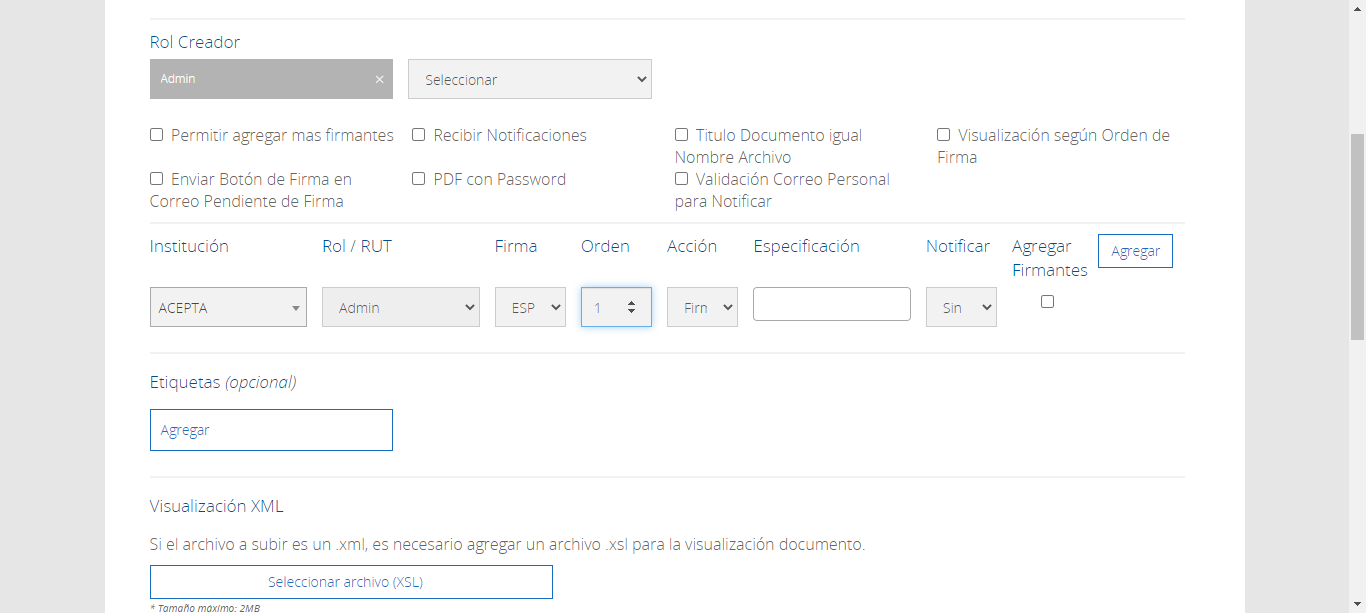 Rol Creador
Admin × Seleccionar
Permitir agregar mas firmantes Recibir Notificaciones Titulo Documento igual Visualización según Orden de
Nombre Archivo Firma
Enviar Botón de Firma en PDF con Password Validación Correo Personal
Correo Pendiente de Firma para Notificar
Institución Rol / RUT Firma Orden Acción Especificación Notificar Agregar Agregar
Firmantes
ACEPTA Admin ESP 1 Firn Sin
Etiquetas (opcional)
Agregar
Visualización XML
Si el archivo a subir es un .xml, es necesario agregar un archivo .xsl para la visualización documento.
Seleccionar archivo (XSL)
* Tamaño máximo: 2MB